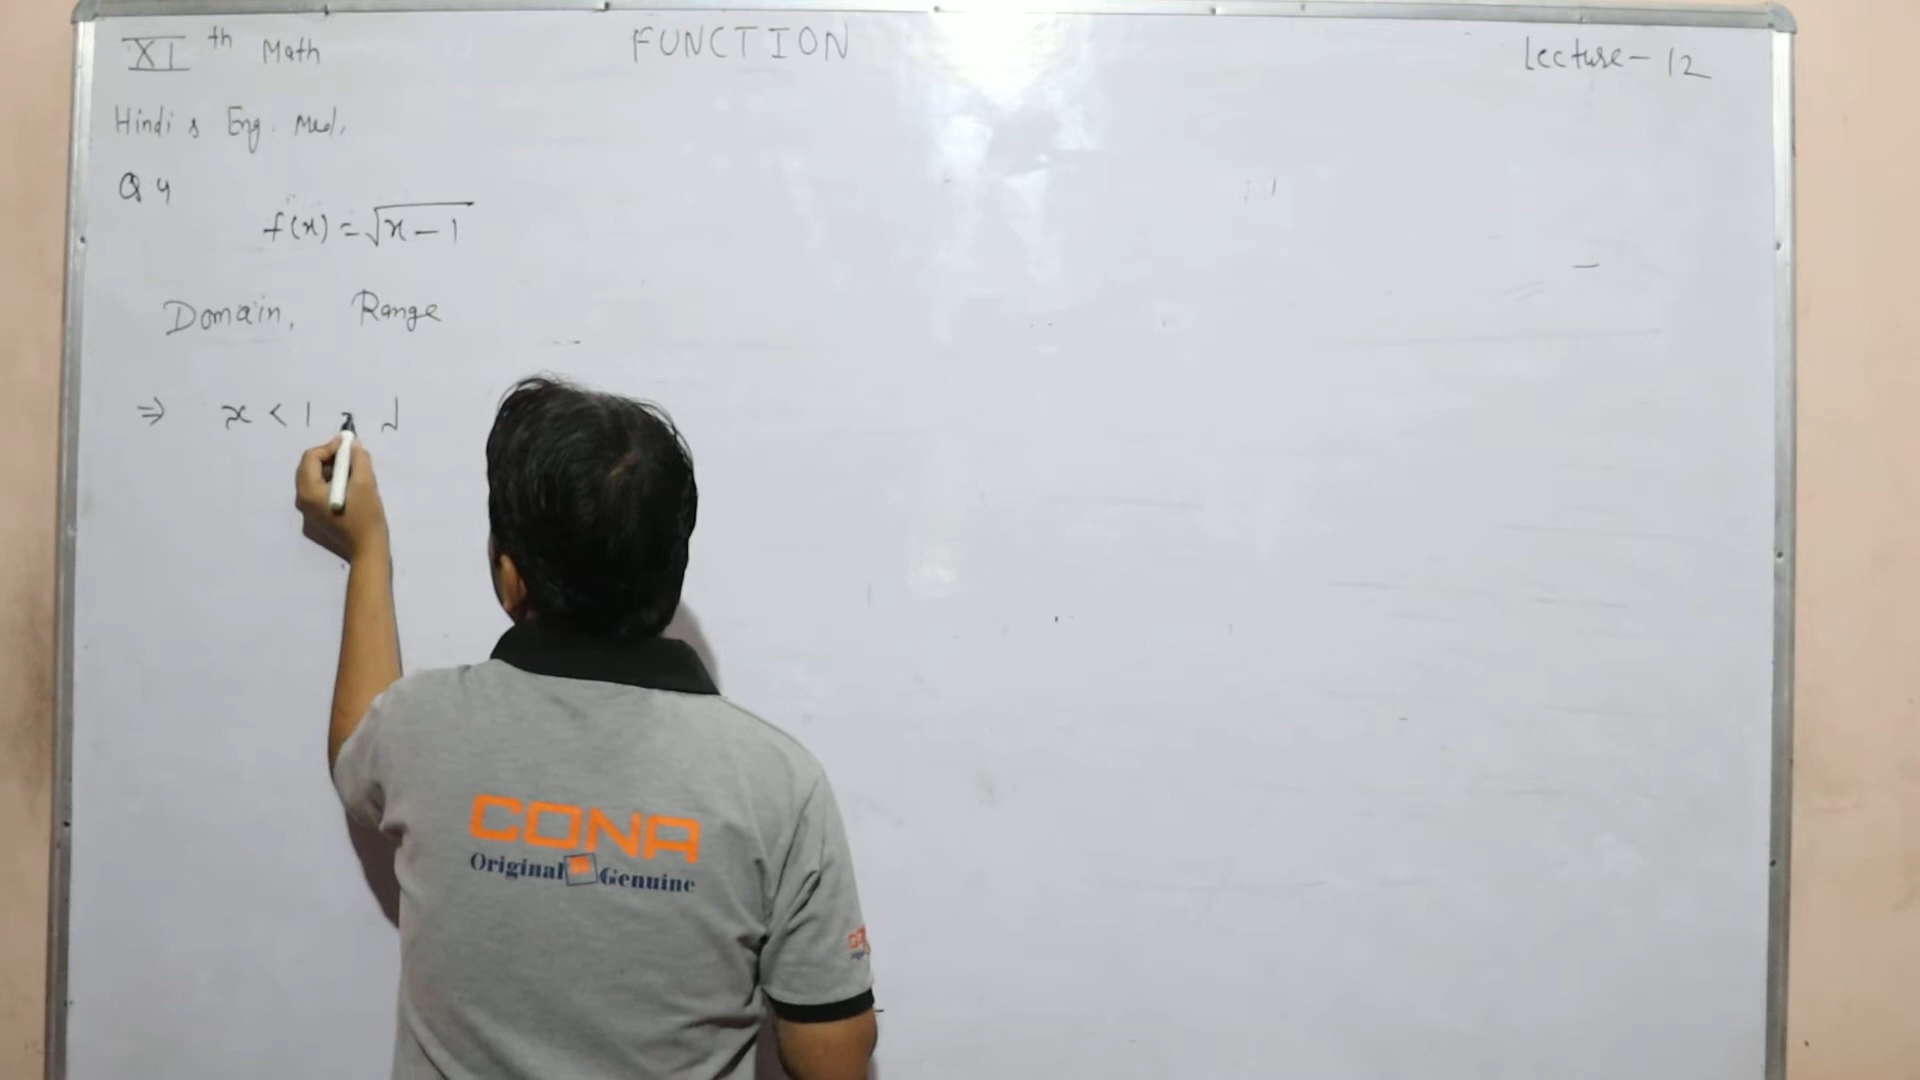 XI th Math
FUNCTION
Lecture - 12
Hindi & Eng. Med.
Q 4
f(x) = √x - 1
Domain, Range
⇒ x < 1
CONA
Original Genuine